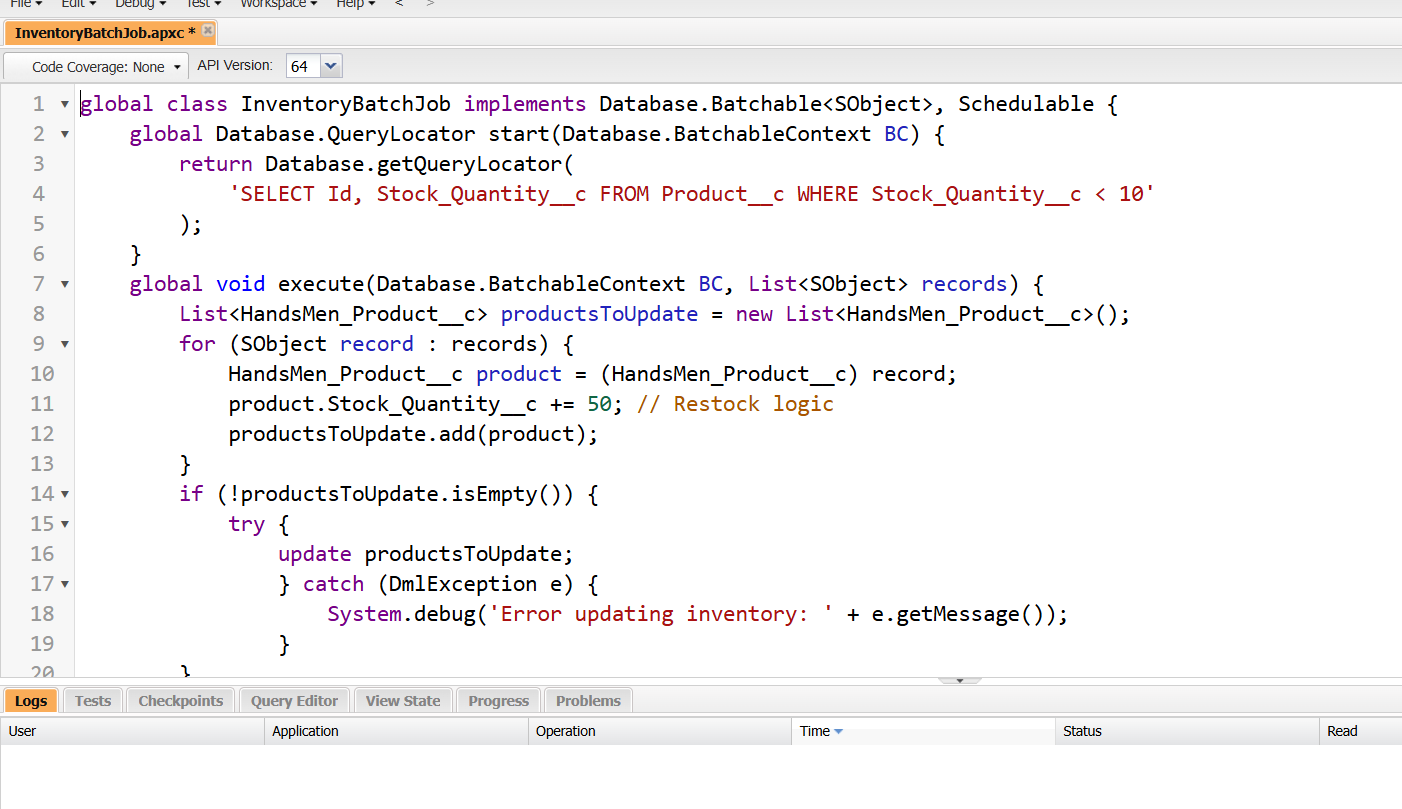 File Edit Debug Test Workspace Help < >
InventoryBatchJob.apxc *
Code Coverage: None API Version: 64
1 global class InventoryBatchJob implements Database.Batchable<SObject>, Schedulable {
2 global Database.QueryLocator start(Database.BatchableContext BC) {
3 return Database.getQueryLocator(
4 'SELECT Id, Stock_Quantity__c FROM Product__c WHERE Stock_Quantity__c < 10'
5 );
6 }
7 global void execute(Database.BatchableContext BC, List<SObject> records) {
8 List<HandsMen_Product__c> productsToUpdate = new List<HandsMen_Product__c>();
9 for (SObject record : records) {
10 HandsMen_Product__c product = (HandsMen_Product__c) record;
11 product.Stock_Quantity__c += 50; // Restock logic
12 productsToUpdate.add(product);
13 }
14 if (!productsToUpdate.isEmpty()) {
15 try {
16 update productsToUpdate;
17 } catch (DmlException e) {
18 System.debug('Error updating inventory: ' + e.getMessage());
19 }
20 }
Logs Tests Checkpoints Query Editor View State Progress Problems
User Application Operation Time Status Read